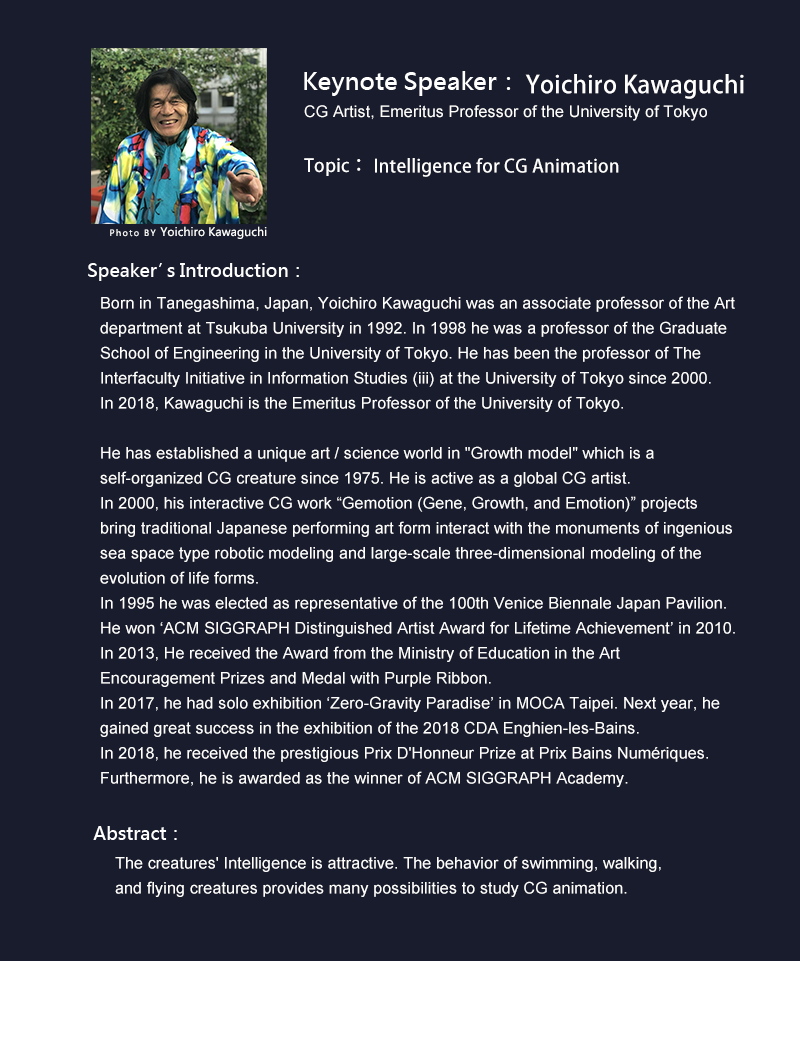 Keynote Speaker： Yoichiro Kawaguchi
CG Artist, Emeritus Professor of the University of Tokyo
Topic： Intelligence for CG Animation
Photo BY Yoichiro Kawaguchi
Speaker’s Introduction：
Born in Tanegashima, Japan, Yoichiro Kawaguchi was an associate professor of the Art
department at Tsukuba University in 1992. In 1998 he was a professor of the Graduate
School of Engineering in the University of Tokyo. He has been the professor of The
Interfaculty Initiative in Information Studies (iii) at the University of Tokyo since 2000.
In 2018, Kawaguchi is the Emeritus Professor of the University of Tokyo.
He has established a unique art / science world in "Growth model" which is a
self-organized CG creature since 1975. He is active as a global CG artist.
In 2000, his interactive CG work “Gemotion (Gene, Growth, and Emotion)” projects
bring traditional Japanese performing art form interact with the monuments of ingenious
sea space type robotic modeling and large-scale three-dimensional modeling of the
evolution of life forms.
In 1995 he was elected as representative of the 100th Venice Biennale Japan Pavilion.
He won ‘ACM SIGGRAPH Distinguished Artist Award for Lifetime Achievement’ in 2010.
In 2013, He received the Award from the Ministry of Education in the Art
Encouragement Prizes and Medal with Purple Ribbon.
In 2017, he had solo exhibition ‘Zero-Gravity Paradise’ in MOCA Taipei. Next year, he
gained great success in the exhibition of the 2018 CDA Enghien-les-Bains.
In 2018, he received the prestigious Prix D'Honneur Prize at Prix Bains Numériques.
Furthermore, he is awarded as the winner of ACM SIGGRAPH Academy.
Abstract：
The creatures' Intelligence is attractive. The behavior of swimming, walking,
and flying creatures provides many possibilities to study CG animation.